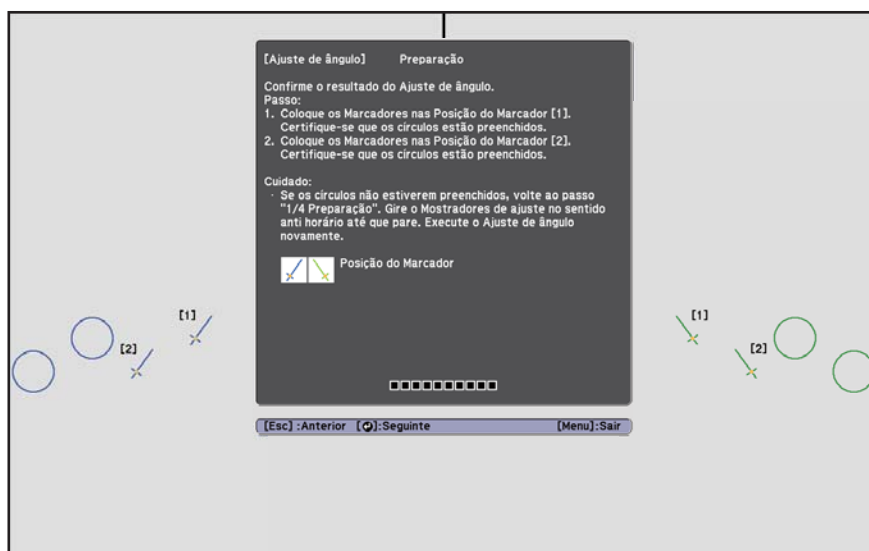 [Ajuste de ângulo] Preparação
Confirme o resultado do Ajuste de ângulo.
Passo:
1. Coloque os Marcadores nas Posição do Marcador [1].
Certifique-se que os círculos estão preenchidos.
2. Coloque os Marcadores nas Posição do Marcador [2].
Certifique-se que os círculos estão preenchidos.
Cuidado:
· Se os círculos não estiverem preenchidos, volte ao passo
"1/4 Preparação". Gire o Mostradores de ajuste no sentido
anti horário até que pare. Execute o Ajuste de ângulo
novamente.
Posição do Marcador
[1]
[2]
[1]
[2]
[Esc] :Anterior [⏎]:Seguinte [Menu]:Sair